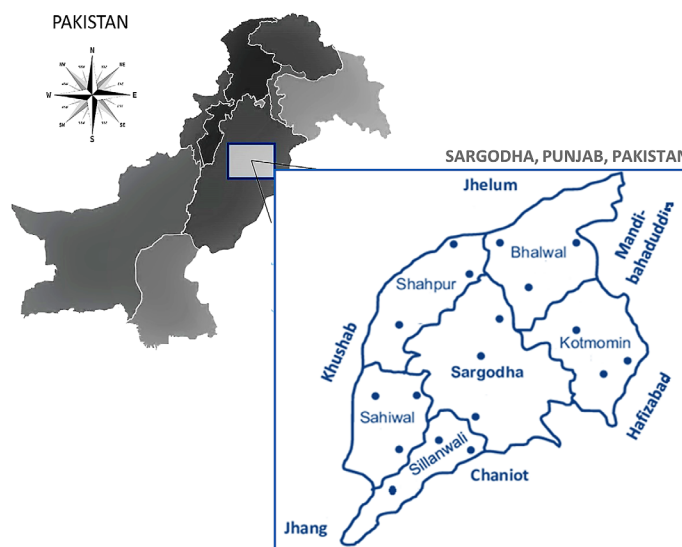 PAKISTAN
N
W
E
S
SARGODHA, PUNJAB, PAKISTAN
Jhelum
Mandi-
bahaduddin
Bhalwal
Shahpur
Khushab
Kotmomin
Sargodha
Hafizabad
Sahiwal
Sillanwali
Chaniot
Jhang